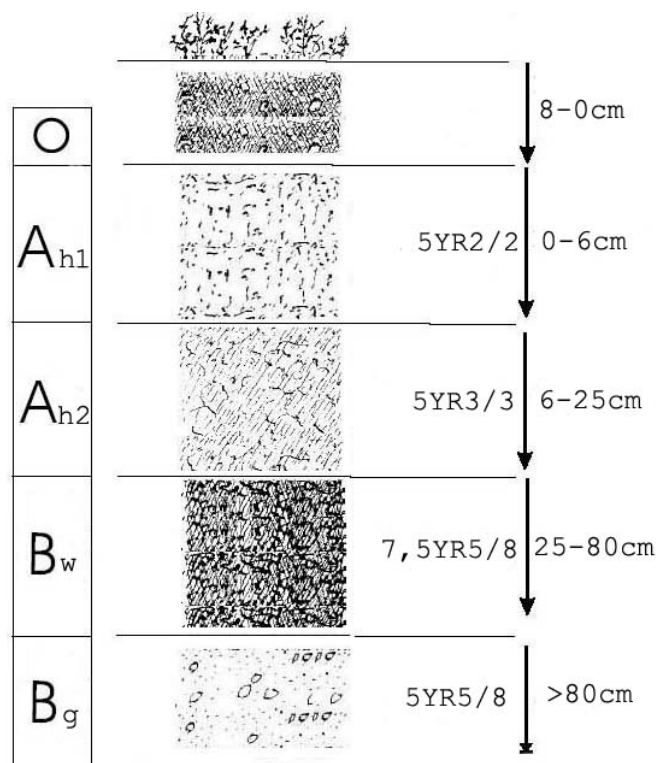 8-0cm
O
Ah1 5YR2/2 0-6cm
Ah2 5YR3/3 6-25cm
Bw 7,5YR5/8 25-80cm
Bg 5YR5/8 >80cm